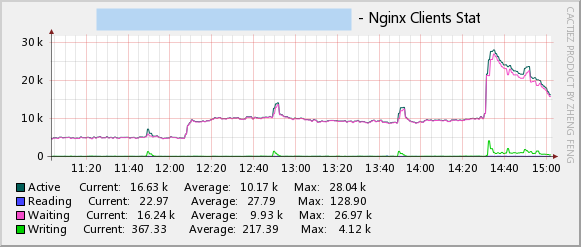 - Nginx Clients Stat
30 k
20 k
10 k
0
11:20 11:40 12:00 12:20 12:40 13:00 13:20 13:40 14:00 14:20 14:40 15:00
Active Current: 16.63 k Average: 10.17 k Max: 28.04 k
Reading Current: 22.97 Average: 27.79 Max: 128.90
Waiting Current: 16.24 k Average: 9.93 k Max: 26.97 k
Writing Current: 367.33 Average: 217.39 Max: 4.12 k
CACTIEZ PRODUCT BY ZHENG FENG